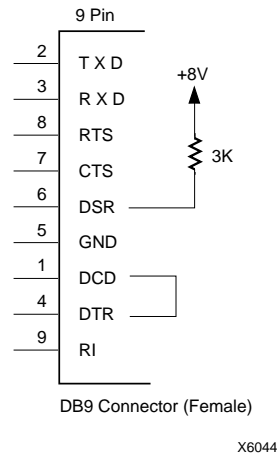 9 Pin
2 T X D
+8V
3 R X D
8 RTS
3K
7 CTS
6 DSR
5 GND
1 DCD
4 DTR
9 RI
DB9 Connector (Female)
X6044